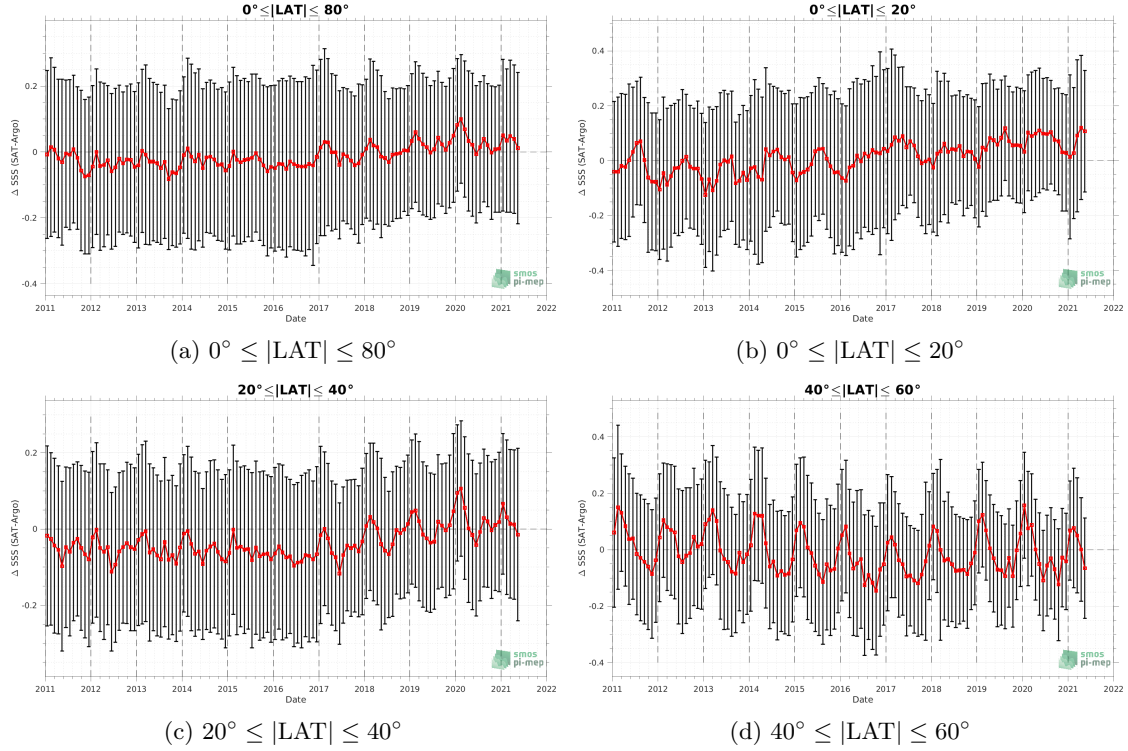 0°≤|LAT|≤ 80°
Δ SSS (SAT-Argo)
0.2
0
-0.2
-0.4
2011 2012 2013 2014 2015 2016 2017 2018 2019 2020 2021 2022
Date
smos
pi-mep
(a) 0° ≤ |LAT| ≤ 80°
0°≤|LAT|≤ 20°
Δ SSS (SAT-Argo)
0.4
0.2
0
-0.2
-0.4
2011 2012 2013 2014 2015 2016 2017 2018 2019 2020 2021 2022
Date
smos
pi-mep
(b) 0° ≤ |LAT| ≤ 20°
20°≤|LAT|≤ 40°
Δ SSS (SAT-Argo)
0.2
0
-0.2
2011 2012 2013 2014 2015 2016 2017 2018 2019 2020 2021 2022
Date
smos
pi-mep
(c) 20° ≤ |LAT| ≤ 40°
40°≤|LAT|≤ 60°
Δ SSS (SAT-Argo)
0.4
0.2
0
-0.2
-0.4
2011 2012 2013 2014 2015 2016 2017 2018 2019 2020 2021 2022
Date
smos
pi-mep
(d) 40° ≤ |LAT| ≤ 60°